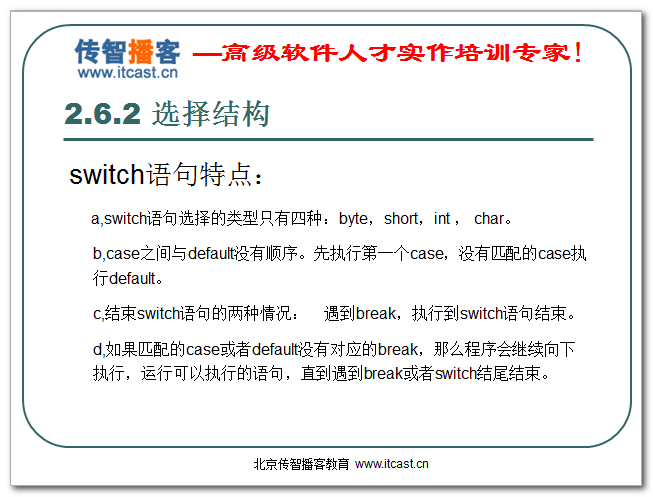 传智播客 —高级软件人才实作培训专家!
www.itcast.cn
2.6.2 选择结构
switch语句特点：
a,switch语句选择的类型只有四种：byte，short，int ， char。
b,case之间与default没有顺序。先执行第一个case，没有匹配的case执
行default。
c,结束switch语句的两种情况：  遇到break，执行到switch语句结束。
d,如果匹配的case或者default没有对应的break，那么程序会继续向下
执行，运行可以执行的语句，直到遇到break或者switch结尾结束。
北京传智播客教育 www.itcast.cn